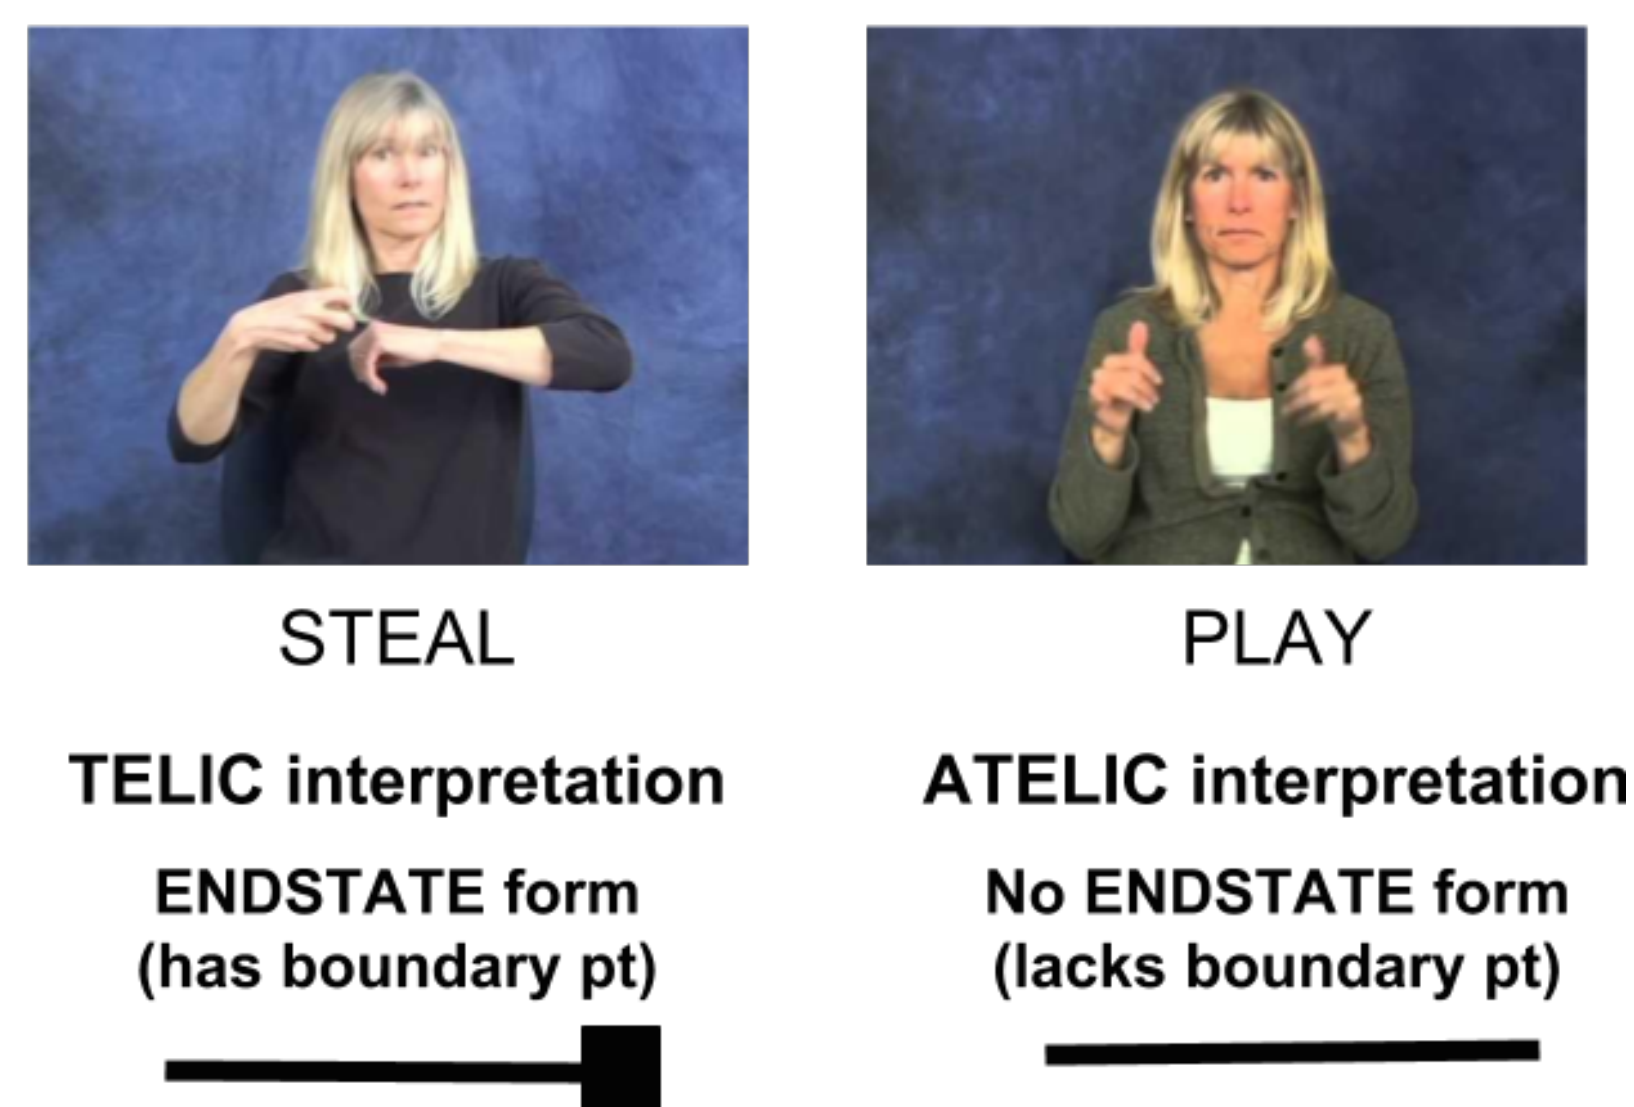 STEAL
TELIC interpretation
ENDSTATE form
(has boundary pt)
PLAY
ATELIC interpretation
No ENDSTATE form
(lacks boundary pt)